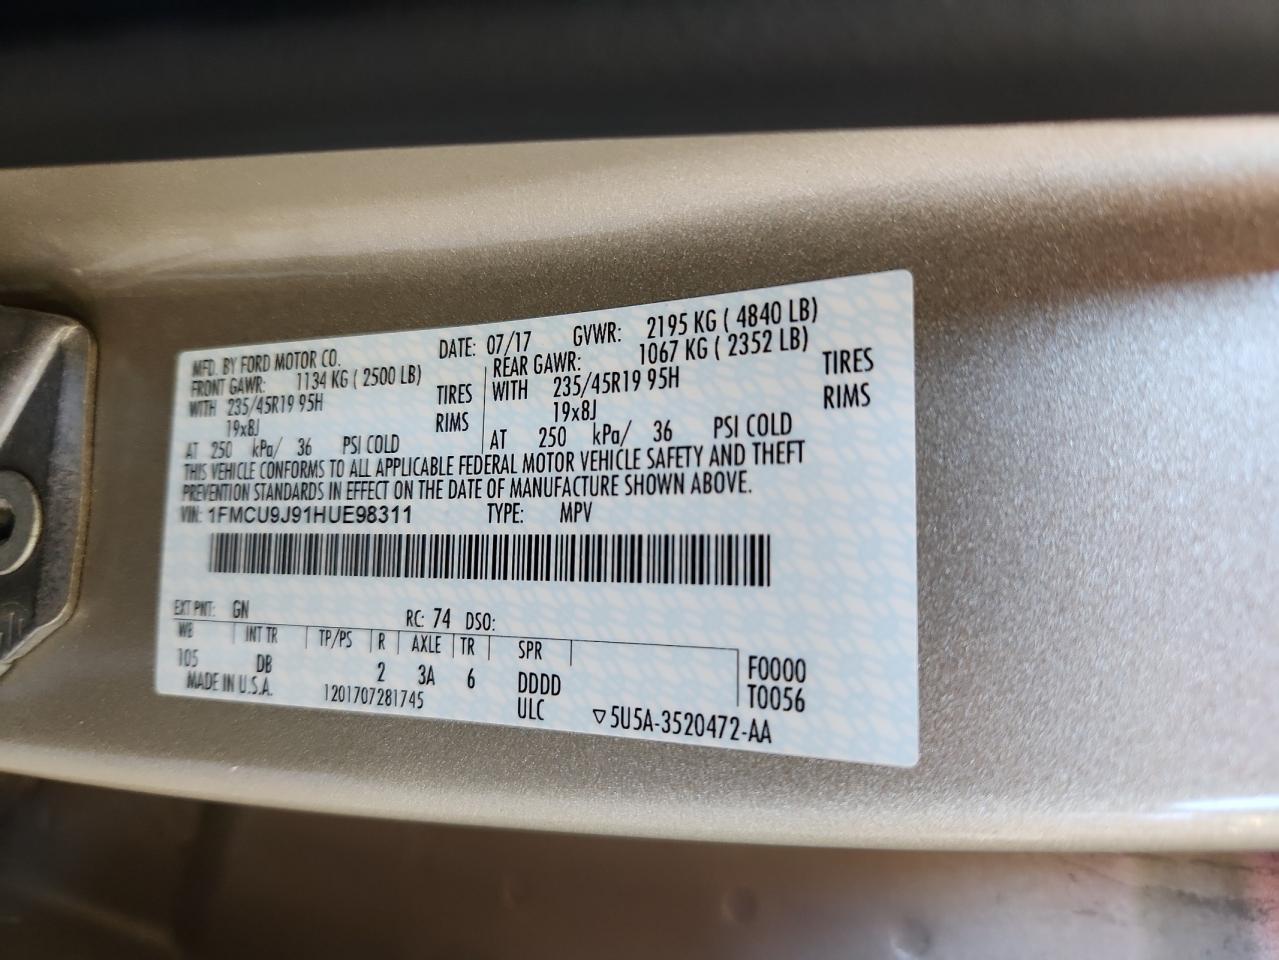 MFD. BY FORD MOTOR CO. DATE: 07/17 GVWR: 2195 KG ( 4840 LB)
FRONT GAWR: 1134 KG ( 2500 LB) REAR GAWR: 1067 KG ( 2352 LB)
WITH 235/45R19 95H TIRES WITH 235/45R19 95H TIRES
19x8J RIMS 19x8J RIMS
AT 250 kPa/ 36 PSI COLD AT 250 kPa/ 36 PSI COLD
THIS VEHICLE CONFORMS TO ALL APPLICABLE FEDERAL MOTOR VEHICLE SAFETY AND THEFT
PREVENTION STANDARDS IN EFFECT ON THE DATE OF MANUFACTURE SHOWN ABOVE.
VIN: 1FMCU9J91HUE98311 TYPE: MPV
EXT PNT: GN RC: 74 DSO:
WB INT TR TP/PS R AXLE TR SPR
105 DB 2 3A 6 DDDD F0000
MADE IN U.S.A. 1201707281745 ULC T0056
▽5U5A-3520472-AA